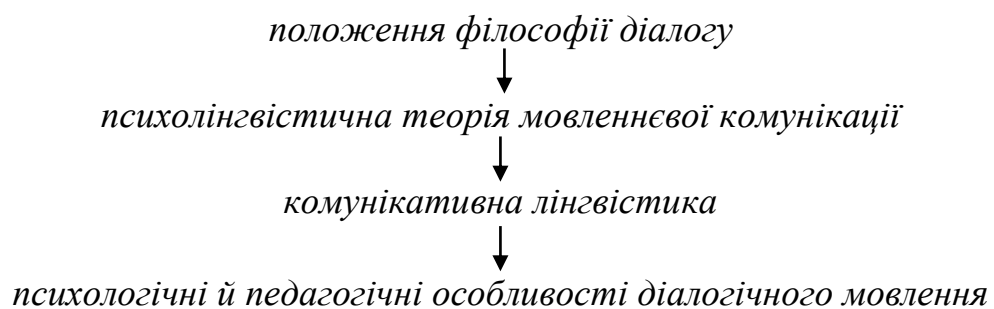 положення філософії діалогу
психолінгвістична теорія мовленнєвої комунікації
комунікативна лінгвістика
психологічні й педагогічні особливості діалогічного мовлення